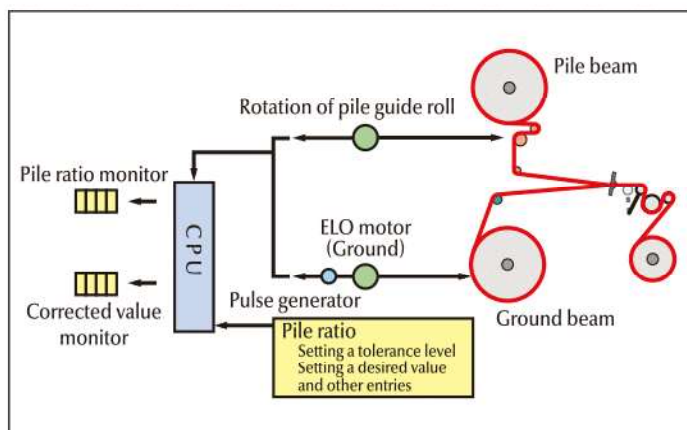 Pile beam
Rotation of pile guide roll
Pile ratio monitor
CPU
ELO motor
(Ground)
Pulse generator
Corrected value
monitor
Ground beam
Pile ratio
Setting a tolerance level
Setting a desired value
and other entries